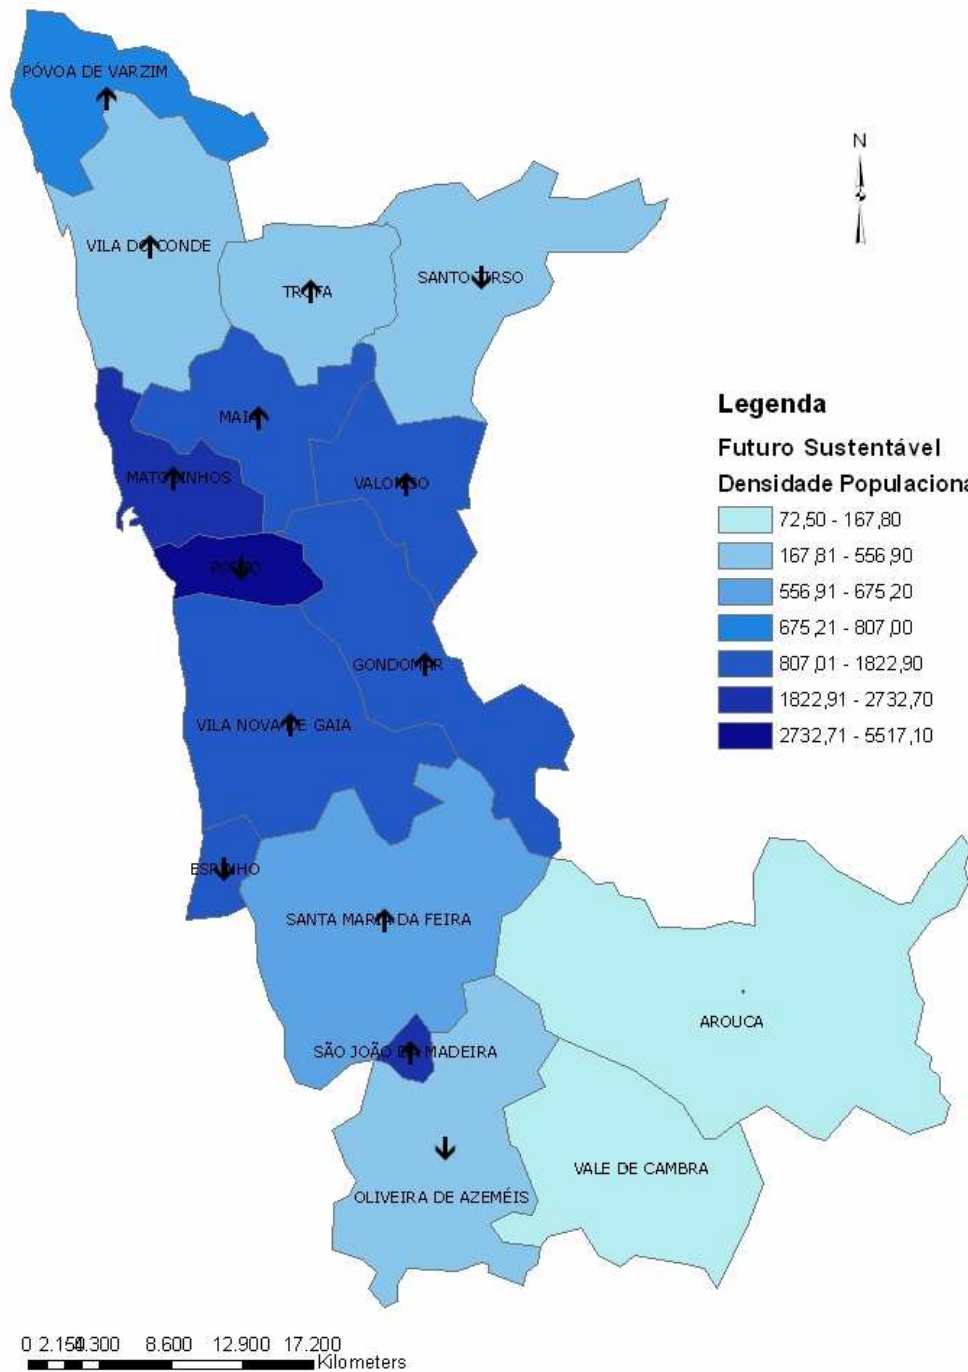 PÓVOA DE VARZIM
N
VILA DO CONDE
TROFA
SANTO TIRSO
MAIA
MATOSINHOS
VALONGO
PORTO
GONDOMAR
VILA NOVA DE GAIA
ESPINHO
SANTA MARIA DA FEIRA
AROUCA
SÃO JOÃO DA MADEIRA
VALE DE CAMBRA
OLIVEIRA DE AZEMÉIS
Legenda
Futuro Sustentável
Densidade Populaciona
72,50 - 167,80
167,81 - 556,90
556,91 - 675,20
675,21 - 807,00
807,01 - 1822,90
1822,91 - 2732,70
2732,71 - 5517,10
0 2.150 4.300 8.600 12.900 17.200
Kilometers